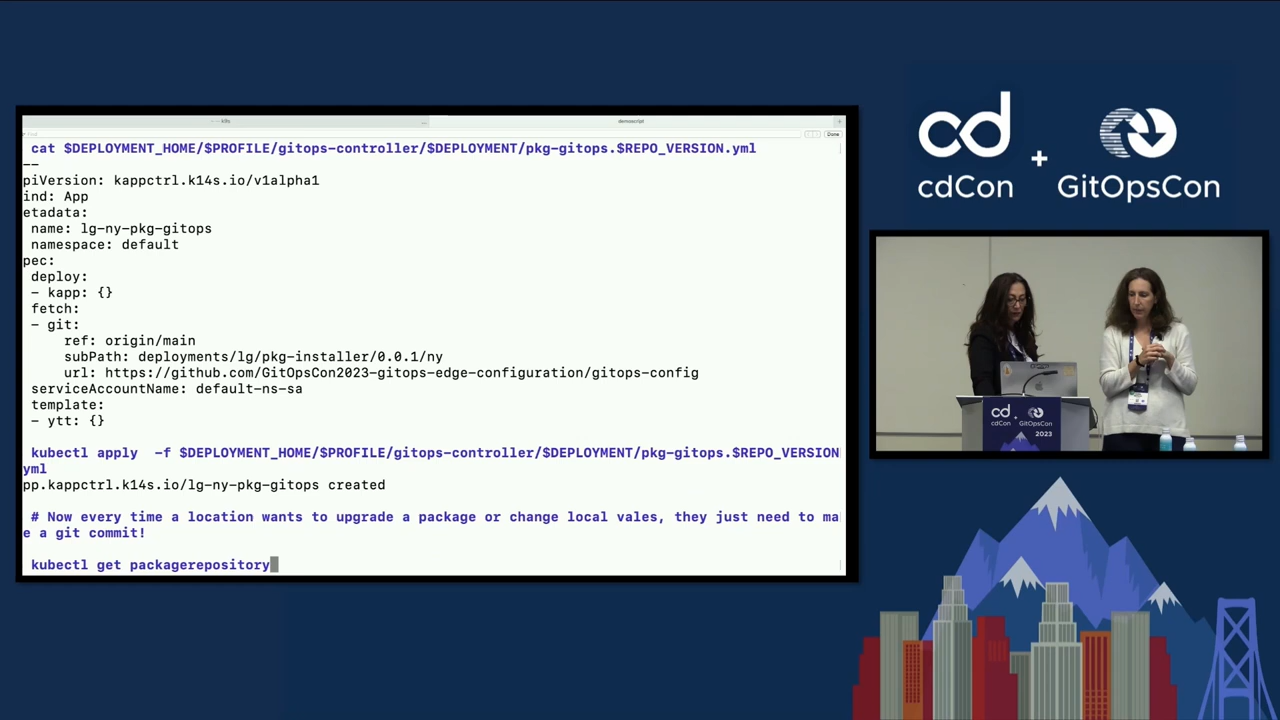 k8s
demoscript
Done
cat $DEPLOYMENT_HOME/$PROFILE/gitops-controller/$DEPLOYMENT/pkg-gitops.$REPO_VERSION.yml
--
piVersion: kappctrl.k14s.io/v1alpha1
ind: App
etadata:
name: lg-ny-pkg-gitops
namespace: default
pec:
deploy:
- kapp: {}
fetch:
- git:
ref: origin/main
subPath: deployments/lg/pkg-installer/0.0.1/ny
url: https://github.com/GitOpsCon2023-gitops-edge-configuration/gitops-config
serviceAccountName: default-ns-sa
template:
- ytt: {}
kubectl apply  -f $DEPLOYMENT_HOME/$PROFILE/gitops-controller/$DEPLOYMENT/pkg-gitops.$REPO_VERSION
yml
pp.kappctrl.k14s.io/lg-ny-pkg-gitops created
# Now every time a location wants to upgrade a package or change local vales, they just need to ma
e a git commit!
kubectl get packagerepository
cd
cdCon
+
GitOpsCon
cd
cdCon
+
GitOpsCon
2023